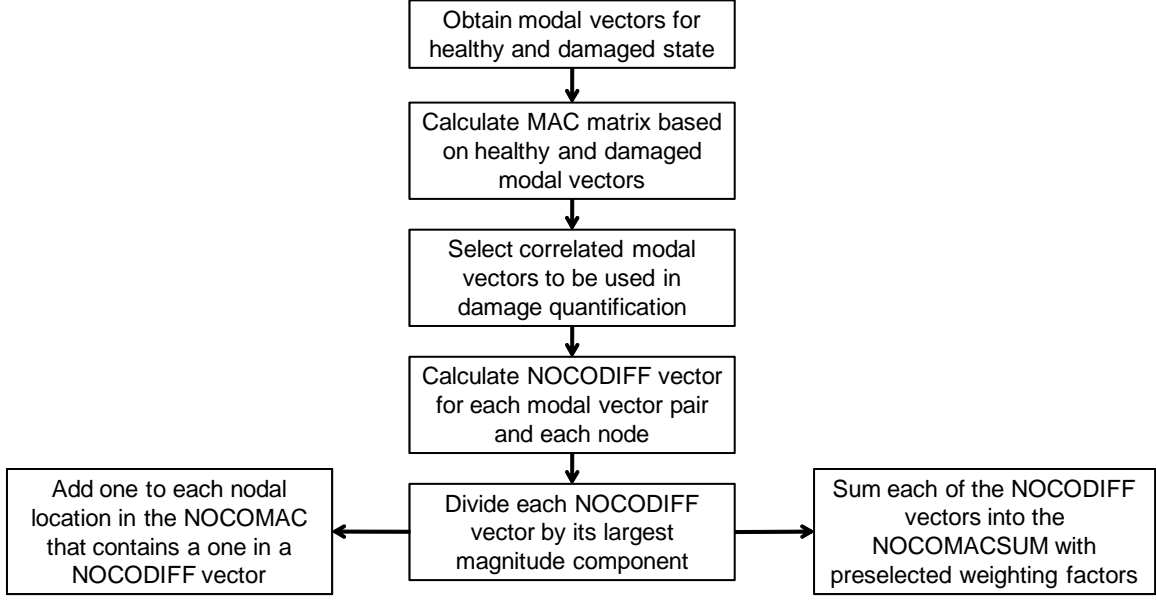 Obtain modal vectors for
healthy and damaged state
Calculate MAC matrix based
on healthy and damaged
modal vectors
Select correlated modal
vectors to be used in
damage quantification
Calculate NOCODIFF vector
for each modal vector pair
and each node
Add one to each nodal
location in the NOCOMAC
that contains a one in a
NOCODIFF vector
Divide each NOCODIFF
vector by its largest
magnitude component
Sum each of the NOCODIFF
vectors into the
NOCOMACSUM with
preselected weighting factors